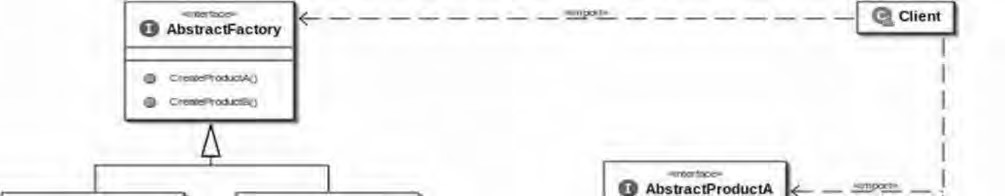 «interface»
AbstractFactory
CreateProductA()
CreateProductB()
«import»
Client
«interface»
AbstractProductA
«import»